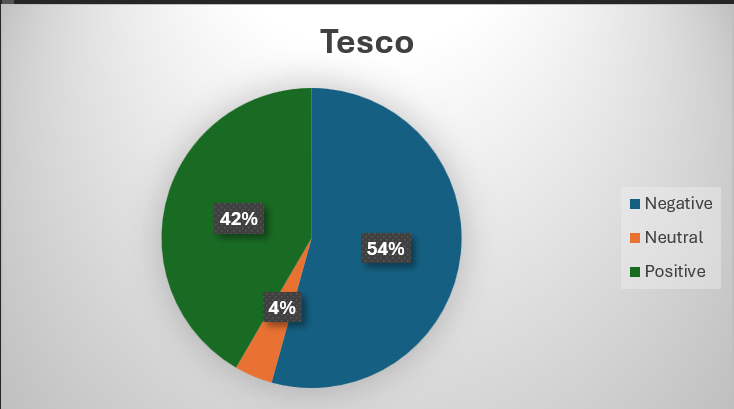 Tesco
42%
54%
4%
Negative
Neutral
Positive